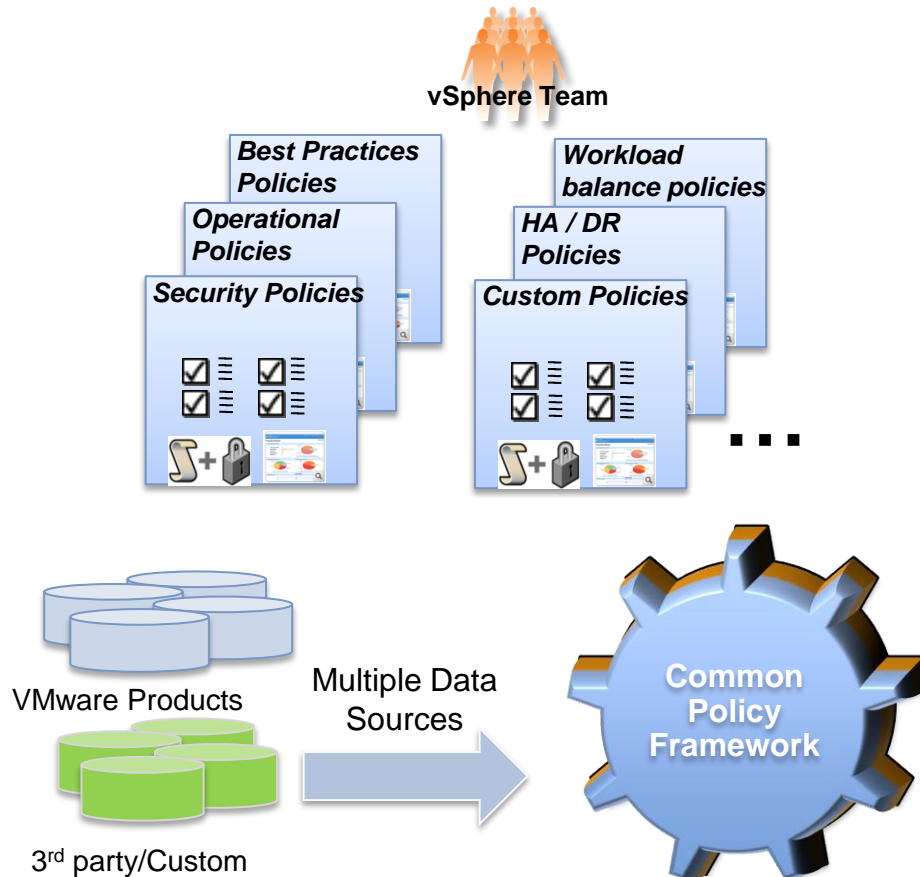 vSphere Team
Best Practices
Policies
Operational
Policies
Security Policies
Workload
balance policies
HA / DR
Policies
Custom Policies
...
VMware Products
3rd party/Custom
Multiple Data
Sources
Common
Policy
Framework